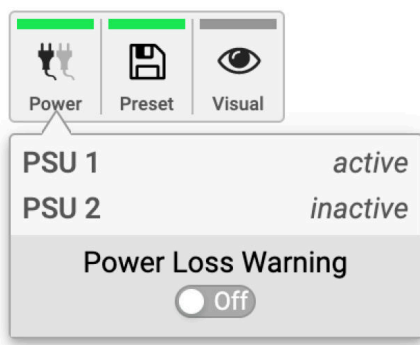 Power Preset Visual
PSU 1 active
PSU 2 inactive
Power Loss Warning
Off